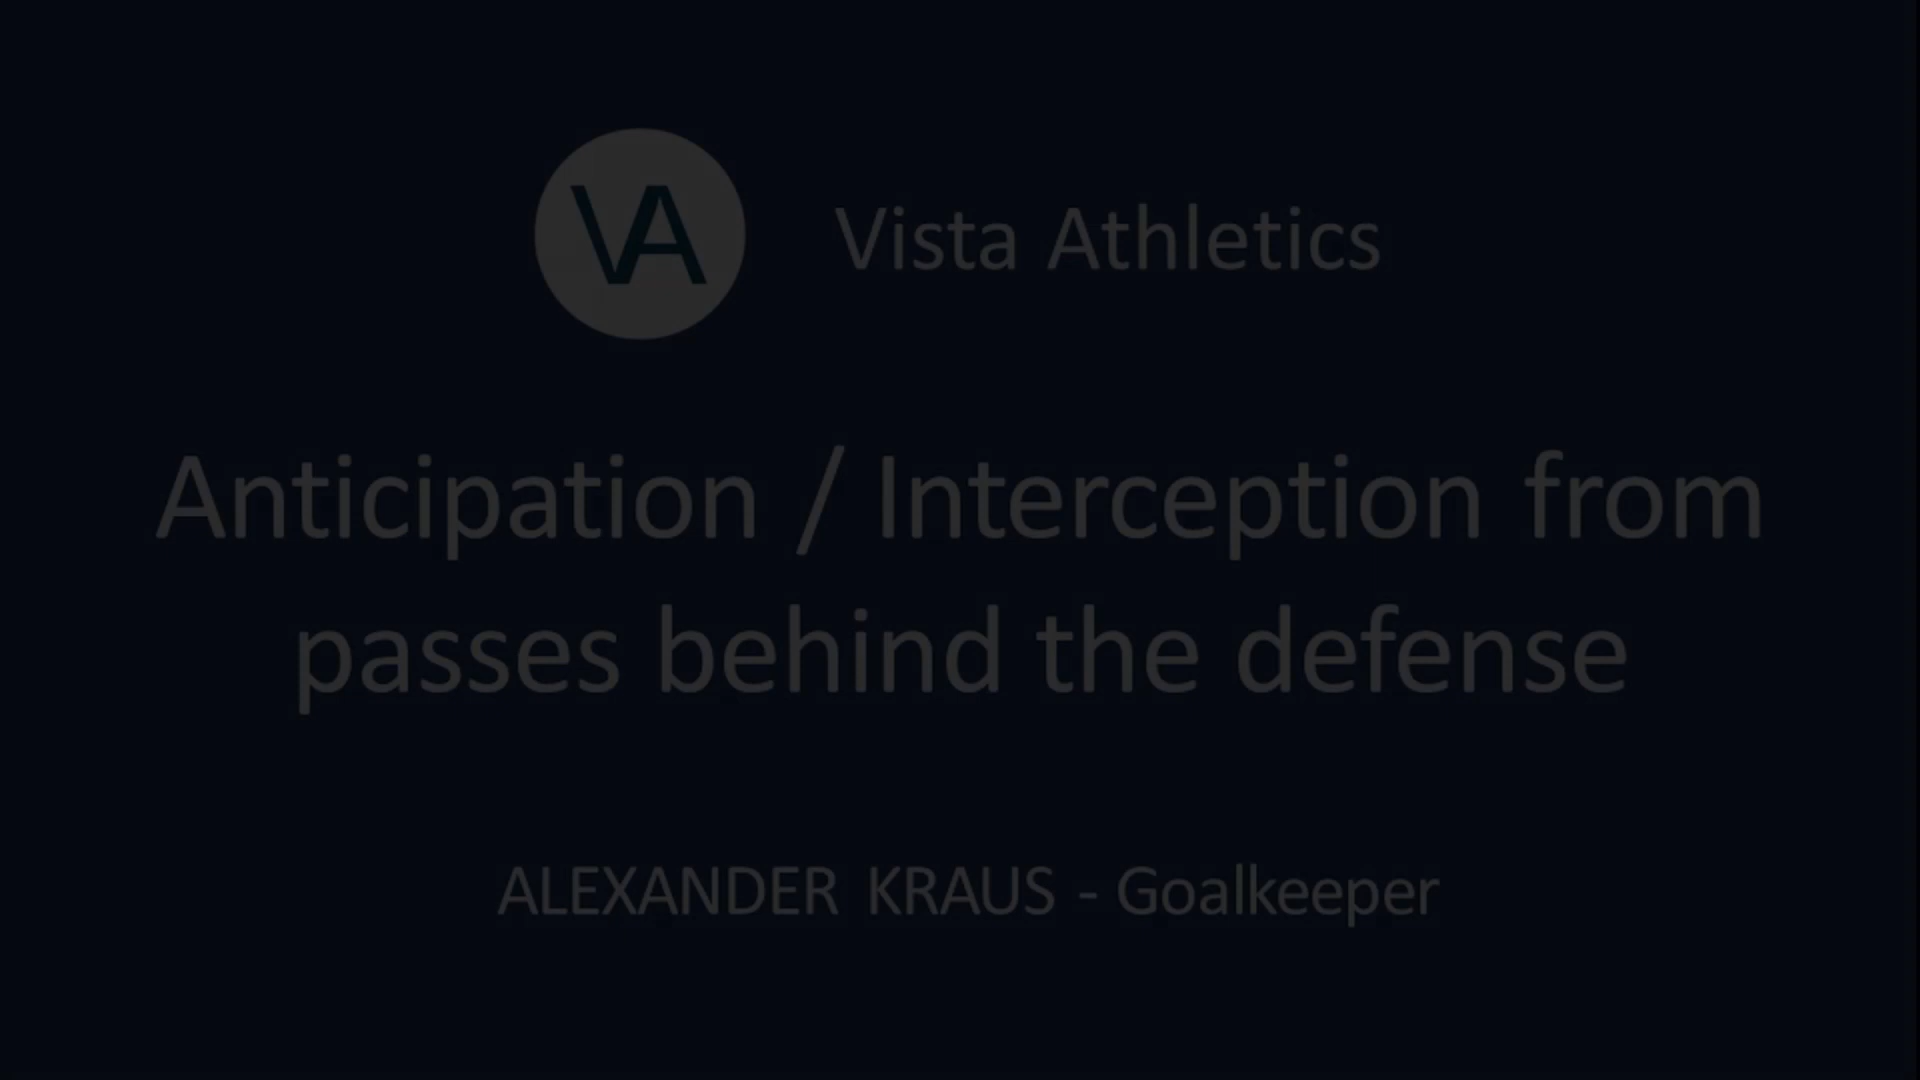 VA
Vista Athletics
Anticipation / Interception from
passes behind the defense
ALEXANDER KRAUS - Goalkeeper